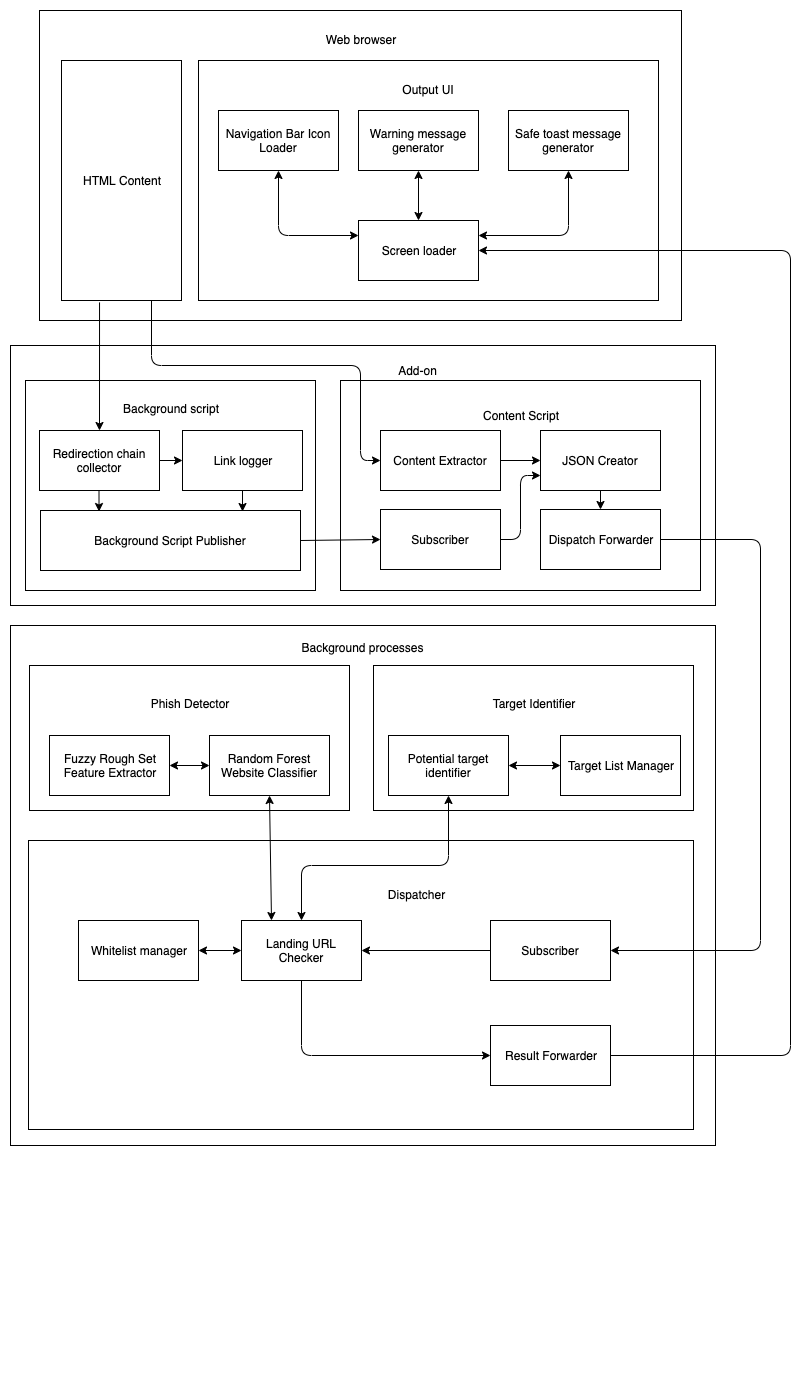 Web browser
HTML Content
Output UI
Navigation Bar Icon
Loader
Warning message
generator
Safe toast message
generator
Screen loader
Add-on
Background script
Redirection chain
collector
Link logger
Background Script Publisher
Content Script
Content Extractor
JSON Creator
Subscriber
Dispatch Forwarder
Background processes
Phish Detector
Fuzzy Rough Set
Feature Extractor
Random Forest
Website Classifier
Target Identifier
Potential target
identifier
Target List Manager
Dispatcher
Whitelist manager
Landing URL
Checker
Subscriber
Result Forwarder